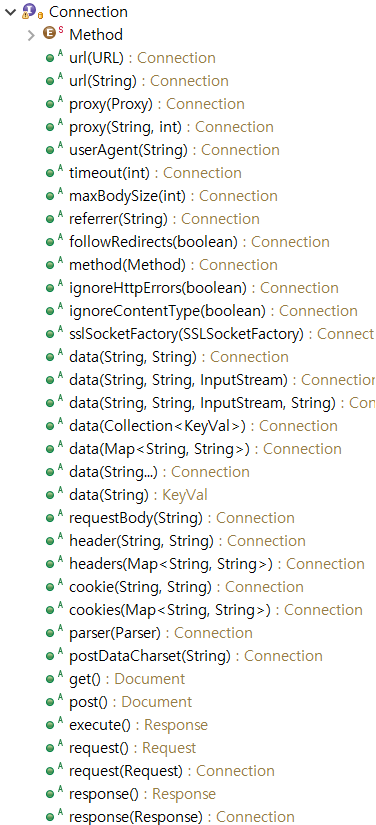 Connection
Method
url(URL) : Connection
url(String) : Connection
proxy(Proxy) : Connection
proxy(String, int) : Connection
userAgent(String) : Connection
timeout(int) : Connection
maxBodySize(int) : Connection
referrer(String) : Connection
followRedirects(boolean) : Connection
method(Method) : Connection
ignoreHttpErrors(boolean) : Connection
ignoreContentType(boolean) : Connection
sslSocketFactory(SSLSocketFactory) : Connect
data(String, String) : Connection
data(String, String, InputStream) : Connection
data(String, String, InputStream, String) : Cor
data(Collection<KeyVal>) : Connection
data(Map<String, String>) : Connection
data(String...) : Connection
data(String) : KeyVal
requestBody(String) : Connection
header(String, String) : Connection
headers(Map<String, String>) : Connection
cookie(String, String) : Connection
cookies(Map<String, String>) : Connection
parser(Parser) : Connection
postDataCharset(String) : Connection
get() : Document
post() : Document
execute() : Response
request() : Request
request(Request) : Connection
response() : Response
response(Response) : Connection